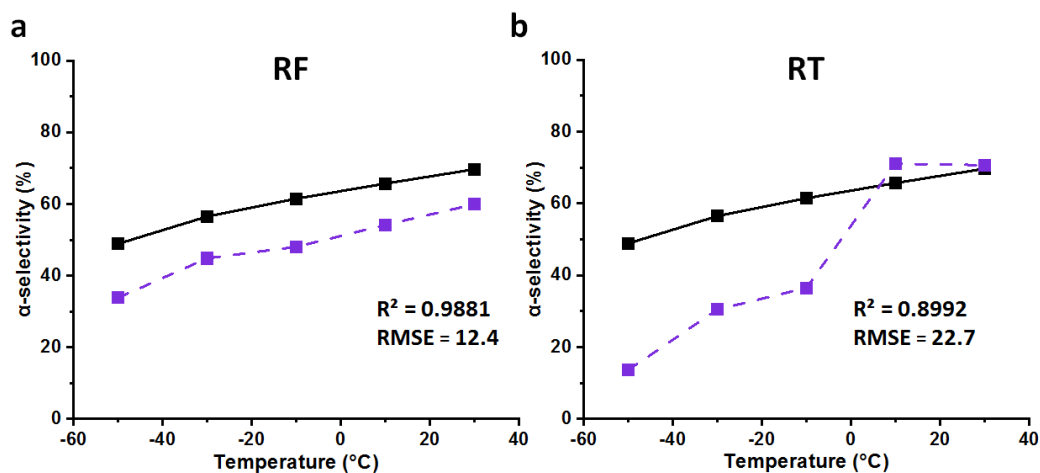 a
RF
100
80
60
40
20
0
α-selectivity (%)
R² = 0.9881
RMSE = 12.4
-60 -40 -20 0 20 40
Temperature (°C)
b
RT
100
80
60
40
20
0
α-selectivity (%)
R² = 0.8992
RMSE = 22.7
-60 -40 -20 0 20 40
Temperature (°C)